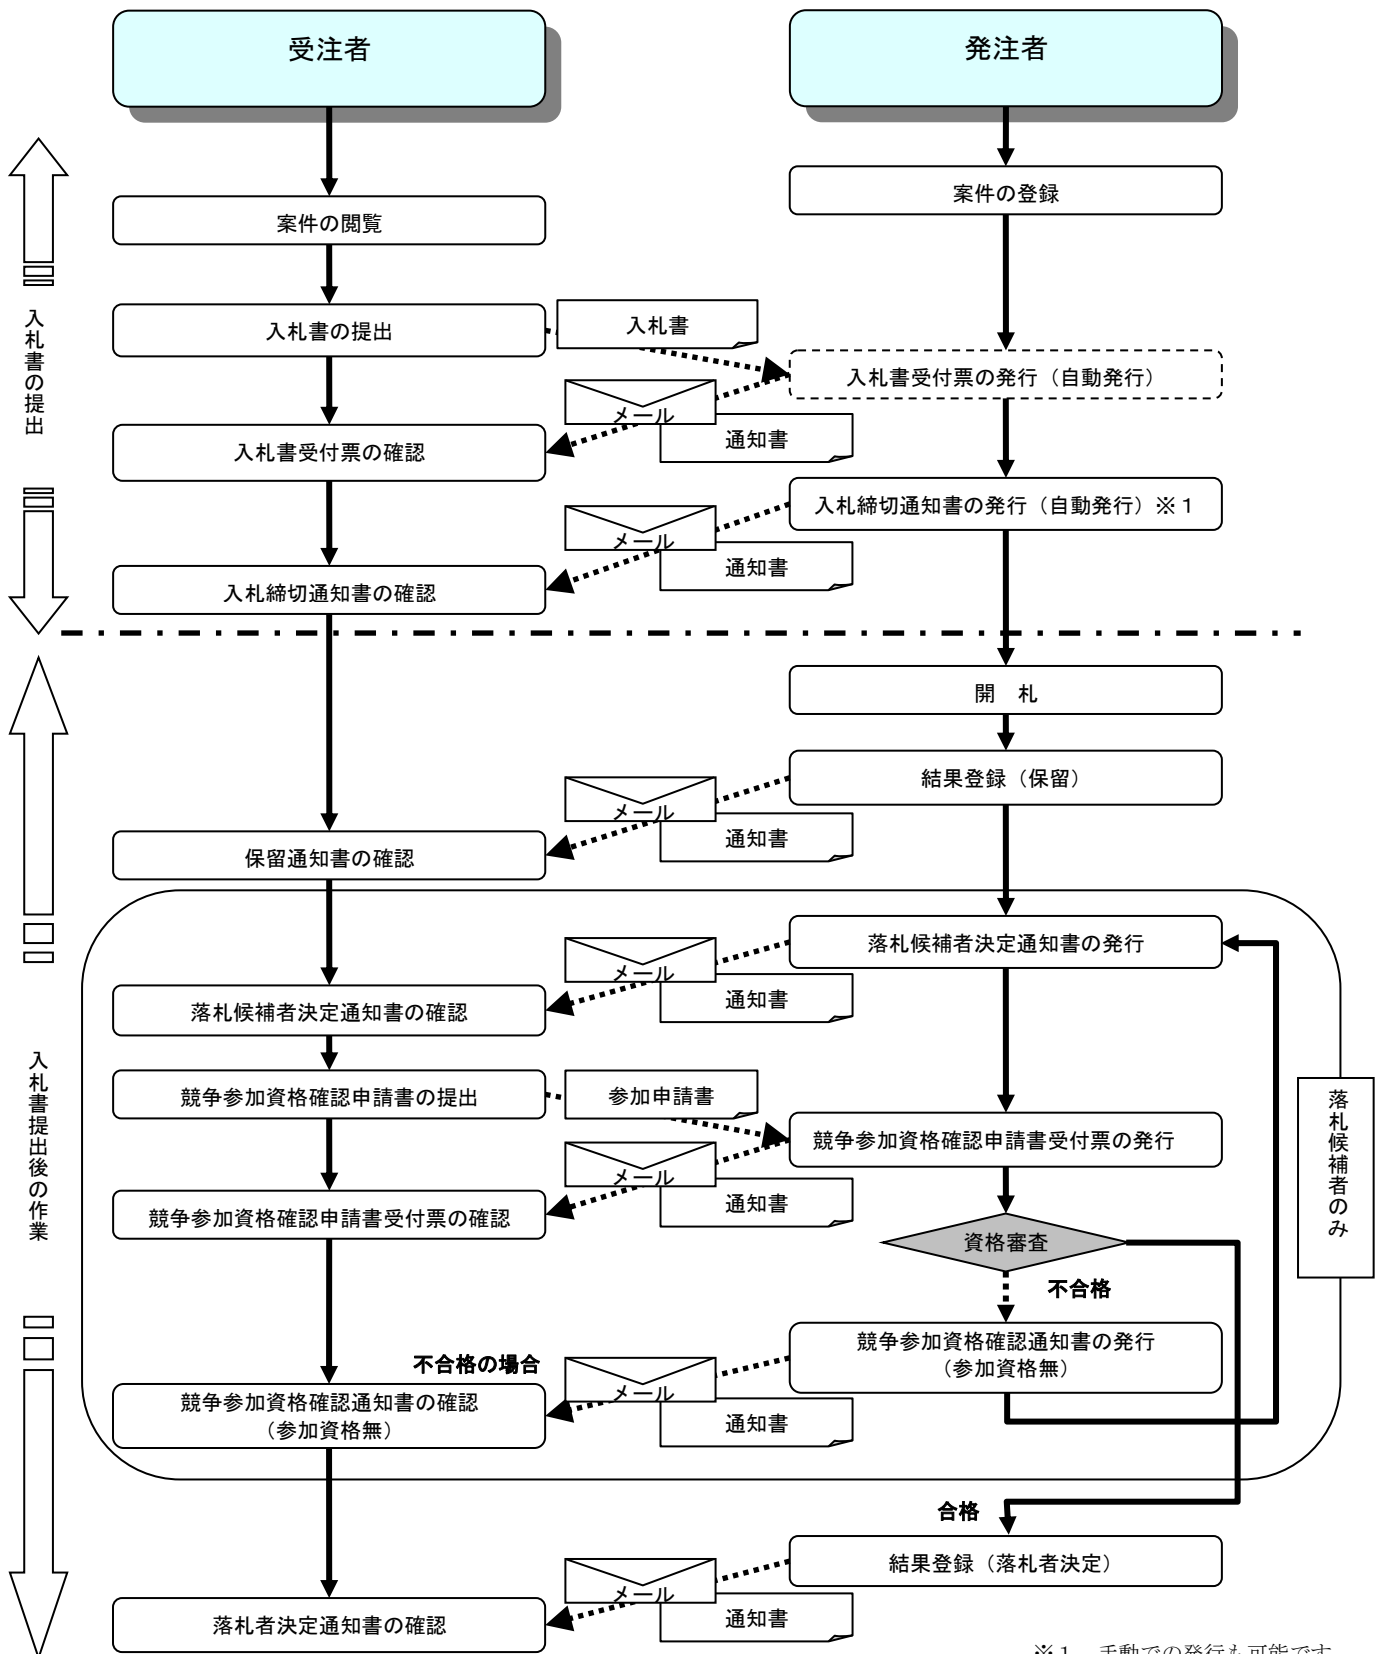 受注者
発注者
案件の登録
案件の閲覧
入札書の提出
入札書の提出
入札書
入札書受付票の発行（自動発行）
メール
通知書
入札書受付票の確認
入札締切通知書の発行（自動発行）※１
メール
通知書
入札締切通知書の確認
開　札
結果登録（保留）
メール
通知書
保留通知書の確認
落札候補者決定通知書の発行
メール
通知書
落札候補者決定通知書の確認
入札書提出後の作業
落札候補者のみ
競争参加資格確認申請書の提出
参加申請書
競争参加資格確認申請書受付票の発行
メール
通知書
競争参加資格確認申請書受付票の確認
資格審査
不合格
競争参加資格確認通知書の発行
（参加資格無）
不合格の場合
メール
通知書
競争参加資格確認通知書の確認
（参加資格無）
合格
結果登録（落札者決定）
メール
通知書
落札者決定通知書の確認
※１　手動での発行も可能です